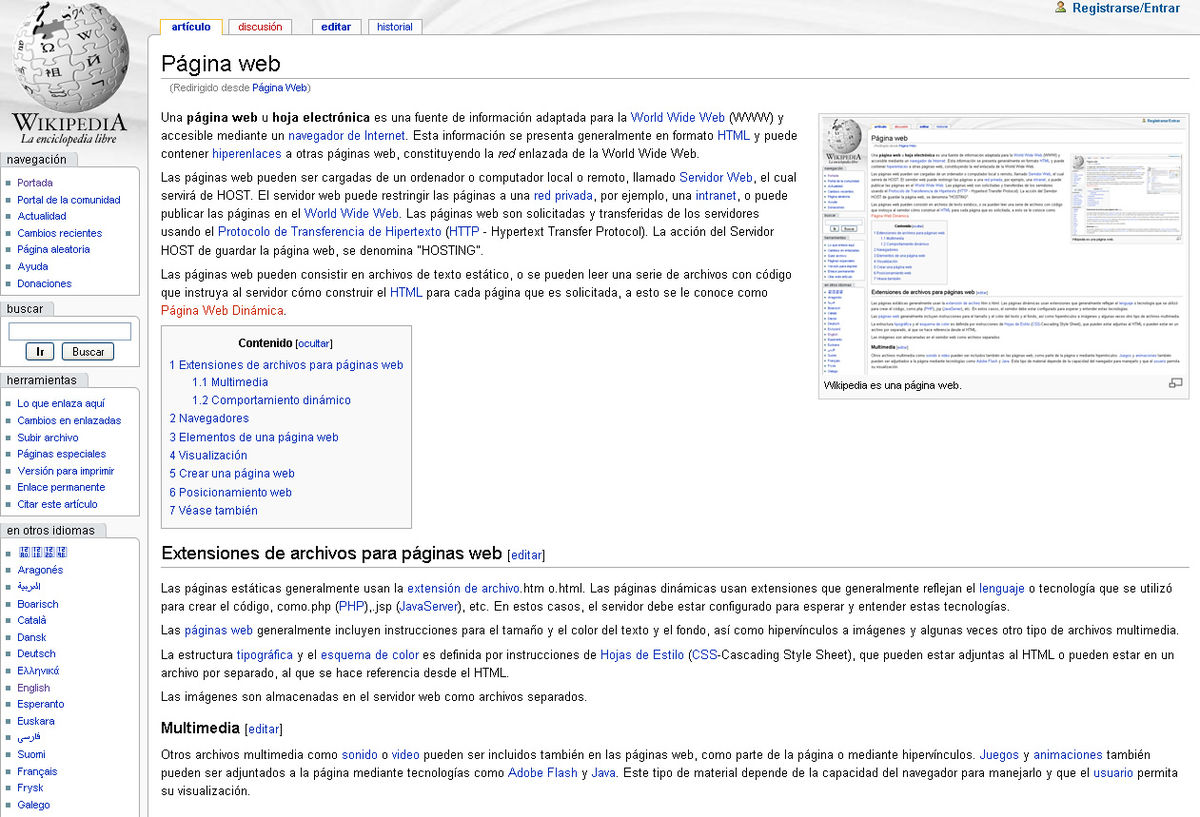 Registrarse/Entrar
artículo
discusión
editar
historial
WIKIPEDIA
La enciclopedia libre
navegación
Portada
Portal de la comunidad
Actualidad
Cambios recientes
Página aleatoria
Ayuda
Donaciones
buscar
Ir
Buscar
herramientas
Lo que enlaza aquí
Cambios en enlazadas
Subir archivo
Páginas especiales
Versión para imprimir
Enlace permanente
Citar este artículo
en otros idiomas
Aragonés
العربية
Boarisch
Català
Dansk
Deutsch
Ελληνικά
English
Esperanto
Euskara
فارسی
Suomi
Français
Frysk
Galego
Página web
(Redirigido desde Página Web)
Una página web u hoja electrónica es una fuente de información adaptada para la World Wide Web (WWW) y
accesible mediante un navegador de Internet. Esta información se presenta generalmente en formato HTML y puede
contener hiperenlaces a otras páginas web, constituyendo la red enlazada de la World Wide Web.
Las páginas web pueden ser cargadas de un ordenador o computador local o remoto, llamado Servidor Web, el cual
servirá de HOST. El servidor web puede restringir las páginas a una red privada, por ejemplo, una intranet, o puede
publicar las páginas en el World Wide Web. Las páginas web son solicitadas y transferidas de los servidores
usando el Protocolo de Transferencia de Hipertexto (HTTP - Hypertext Transfer Protocol). La acción del Servidor
HOST de guardar la página web, se denomina "HOSTING".
Las páginas web pueden consistir en archivos de texto estático, o se pueden leer una serie de archivos con código
que instruya al servidor cómo construir el HTML para cada página que es solicitada, a esto se le conoce como
Página Web Dinámica.
Wikipedia es una página web.
Contenido [ocultar]
1 Extensiones de archivos para páginas web
1.1 Multimedia
1.2 Comportamiento dinámico
2 Navegadores
3 Elementos de una página web
4 Visualización
5 Crear una página web
6 Posicionamiento web
7 Véase también
Extensiones de archivos para páginas web [editar]
Las páginas estáticas generalmente usan la extensión de archivo.htm o.html. Las páginas dinámicas usan extensiones que generalmente reflejan el lenguaje o tecnología que se utilizó
para crear el código, como.php (PHP),.jsp (JavaServer), etc. En estos casos, el servidor debe estar configurado para esperar y entender estas tecnologías.
Las páginas web generalmente incluyen instrucciones para el tamaño y el color del texto y el fondo, así como hipervínculos a imágenes y algunas veces otro tipo de archivos multimedia.
La estructura tipográfica y el esquema de color es definida por instrucciones de Hojas de Estilo (CSS-Cascading Style Sheet), que pueden estar adjuntas al HTML o pueden estar en un
archivo por separado, al que se hace referencia desde el HTML.
Las imágenes son almacenadas en el servidor web como archivos separados.
Multimedia [editar]
Otros archivos multimedia como sonido o video pueden ser incluidos también en las páginas web, como parte de la página o mediante hipervínculos. Juegos y animaciones también
pueden ser adjuntados a la página mediante tecnologías como Adobe Flash y Java. Este tipo de material depende de la capacidad del navegador para manejarlo y que el usuario permita
su visualización.